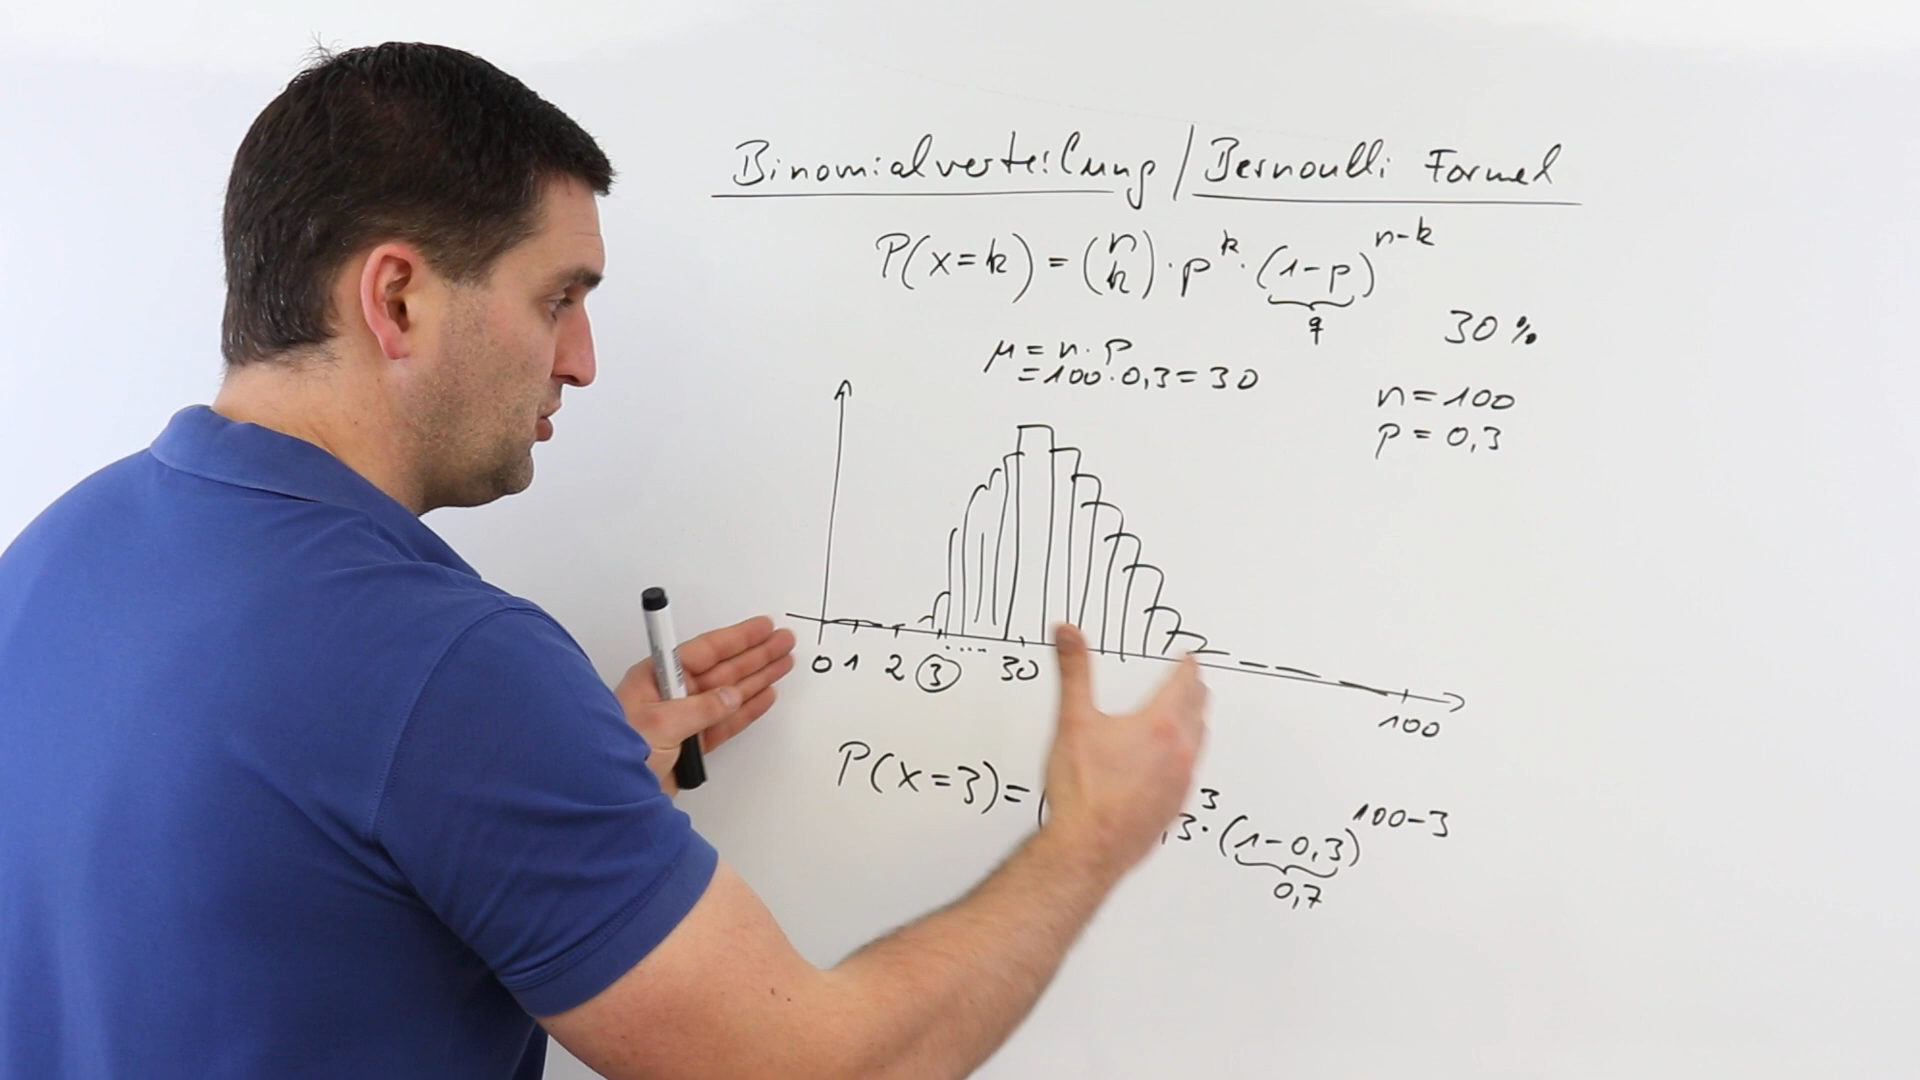 Binomialverteilung / Bernoulli Formel
P(x=k) = (n k) · p^k · (1-p)^n-k
q
30 %
μ = n · p
= 100 · 0,3 = 30
n = 100
p = 0,3
0 1 2 3 .... 30
100
P(x=3) = ( ,3^3 · (1-0,3)^100-3
0,7